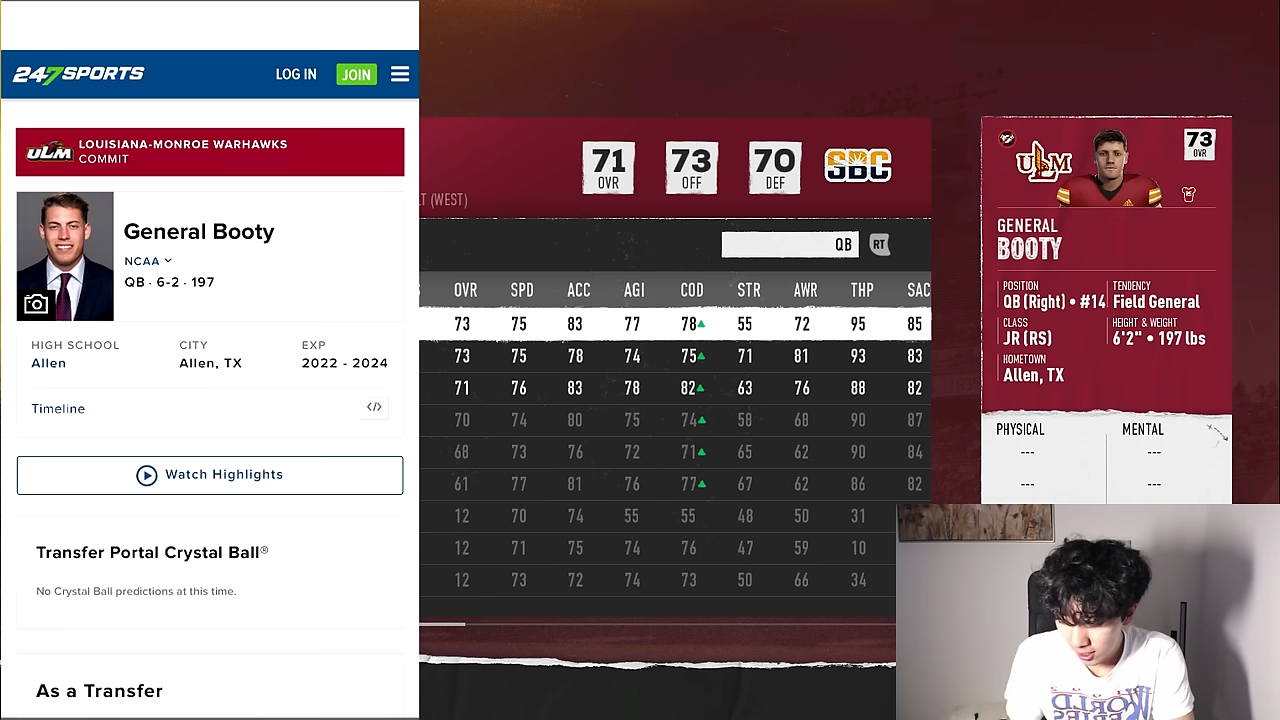 247SPORTS
LOG IN
JOIN
ULM
LOUISIANA-MONROE WARHAWKS
COMMIT
General Booty
NCAA
QB · 6-2 · 197
HIGH SCHOOL CITY EXP
Allen Allen, TX 2022 - 2024
Timeline </>
Watch Highlights
Transfer Portal Crystal Ball®
No Crystal Ball predictions at this time.
As a Transfer
71 73 70 SBC
OVR OFF DEF
LT (WEST)
QB RT
OVR SPD ACC AGI COD STR AWR THP SAC
73 75 83 77 78 55 72 95 85
73 75 78 74 75 71 81 93 83
71 76 83 78 82 63 76 88 82
70 74 80 75 74 58 68 90 87
68 73 76 72 71 65 62 90 84
61 77 81 76 77 67 62 86 82
12 70 74 55 55 48 50 31
12 71 75 74 76 47 59 10
12 73 72 74 73 50 66 34
ULM
73
OVR
GENERAL
BOOTY
POSITION TENDENCY
QB (Right) • #14 Field General
CLASS HEIGHT & WEIGHT
JR (RS) 6'2" • 197 lbs
HOMETOWN
Allen, TX
PHYSICAL MENTAL
--- ---
--- ---
WORLD
SERIES